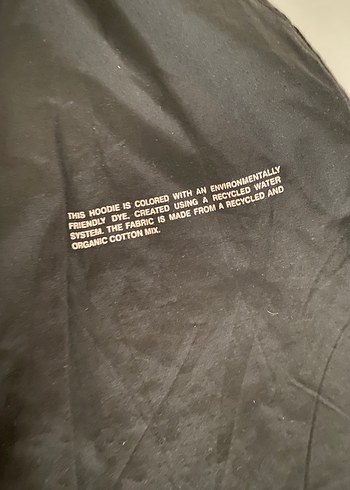 THIS HOODIE IS COLORED WITH AN ENVIRONMENTALLY
FRIENDLY DYE, CREATED USING A RECYCLED WATER
SYSTEM. THE FABRIC IS MADE FROM A RECYCLED AND
ORGANIC COTTON MIX.